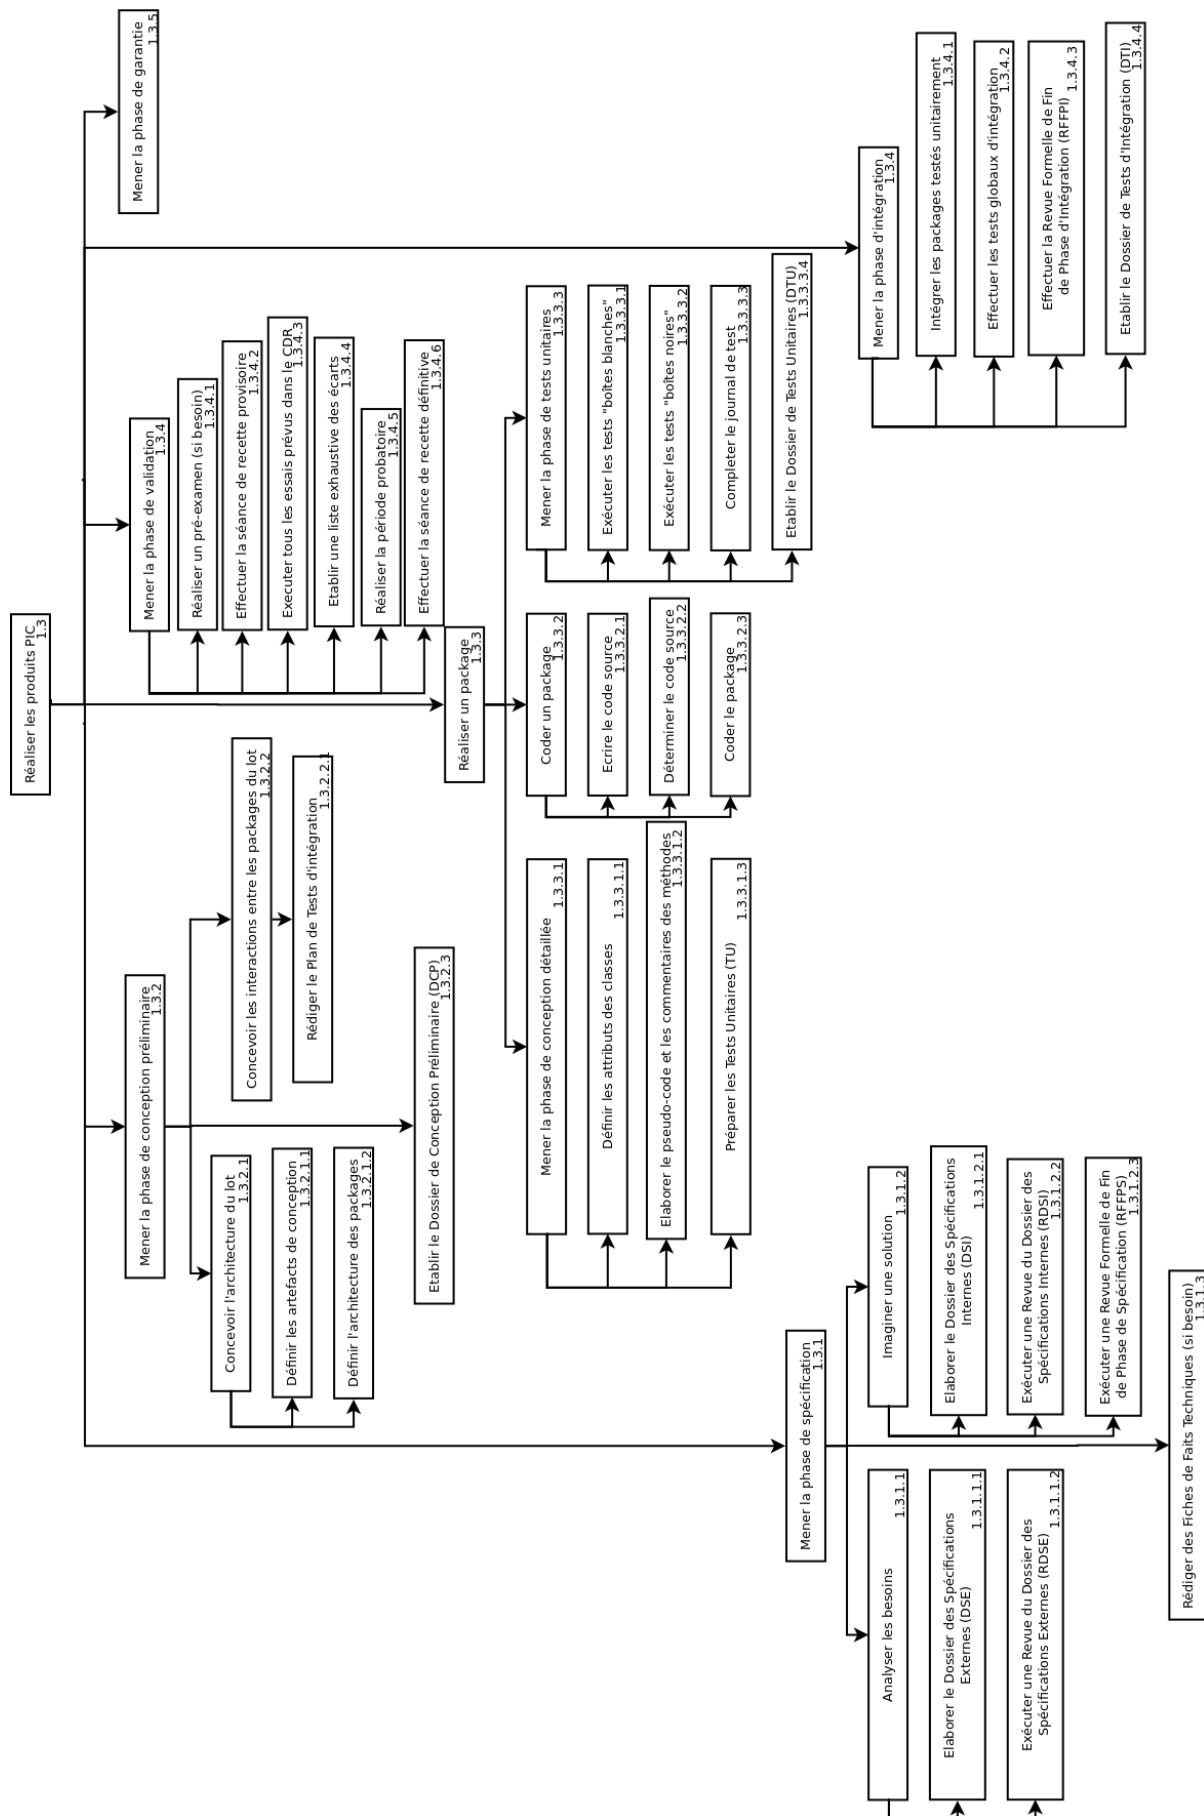 Réaliser les produits PIC
1.3
Mener la phase de spécification
1.3.1
Analyser les besoins
1.3.1.1
Elaborer le Dossier des Spécifications
Externes (DSE)
1.3.1.1.1
Exécuter une Revue du Dossier des
Spécifications Externes (RDSE)
1.3.1.1.2
Imaginer une solution
1.3.1.2
Elaborer le Dossier des Spécifications
Internes (DSI)
1.3.1.2.1
Exécuter une Revue du Dossier des
Spécifications Internes (RDSI)
1.3.1.2.2
Exécuter une Revue Formelle de Fin
de Phase de Spécification (RFFPS)
1.3.1.2.3
Rédiger des Fiches de Faits Techniques (si besoin)
1.3.1.3
Mener la phase de conception préliminaire
1.3.2
Concevoir l'architecture du lot
1.3.2.1
Définir les artefacts de conception
1.3.2.1.1
Définir l'architecture des packages
1.3.2.1.2
Concevoir les interactions entre les packages du lot
1.3.2.2
Rédiger le Plan de Tests d'intégration
1.3.2.2.1
Etablir le Dossier de Conception Préliminaire (DCP)
1.3.2.3
Réaliser un package
1.3.3
Mener la phase de conception détaillée
1.3.3.1
Définir les attributs des classes
1.3.3.1.1
Elaborer le pseudo-code et les commentaires des méthodes
1.3.3.1.2
Préparer les Tests Unitaires (TU)
1.3.3.1.3
Coder un package
1.3.3.2
Ecrire le code source
1.3.3.2.1
Déterminer le code source
1.3.3.2.2
Coder le package
1.3.3.2.3
Mener la phase de tests unitaires
1.3.3.3
Exécuter les tests "boîtes blanches"
1.3.3.3.1
Exécuter les tests "boîtes noires"
1.3.3.3.2
Completer le journal de test
1.3.3.3.3
Etablir le Dossier de Tests Unitaires (DTU)
1.3.3.3.4
Mener la phase de validation
1.3.4
Réaliser un pré-examen (si besoin)
1.3.4.1
Effectuer la séance de recette provisoire
1.3.4.2
Executer tous les essais prévus dans le CDR
1.3.4.3
Etablir une liste exhaustive des écarts
1.3.4.4
Réaliser la période probatoire
1.3.4.5
Effectuer la séance de recette définitive
1.3.4.6
Mener la phase d'intégration
1.3.4
Intégrer les packages testés unitairement
1.3.4.1
Effectuer les tests globaux d'intégration
1.3.4.2
Effectuer la Revue Formelle de Fin
de Phase d'Intégration (RFFPI)
1.3.4.3
Etablir le Dossier de Tests d'Intégration (DTI)
1.3.4.4
Mener la phase de garantie
1.3.5